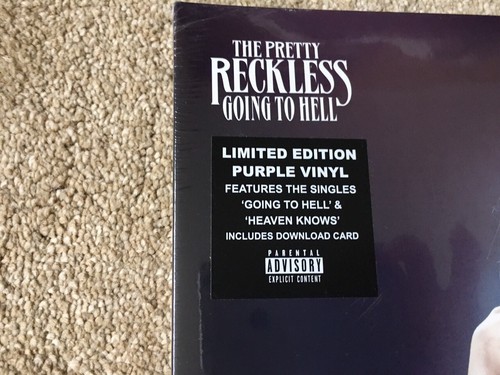 THE PRETTY
RECKLESS
GOING TO HELL
LIMITED EDITION
PURPLE VINYL
FEATURES THE SINGLES
‘GOING TO HELL’ &
‘HEAVEN KNOWS’
INCLUDES DOWNLOAD CARD
PARENTAL
ADVISORY
EXPLICIT CONTENT